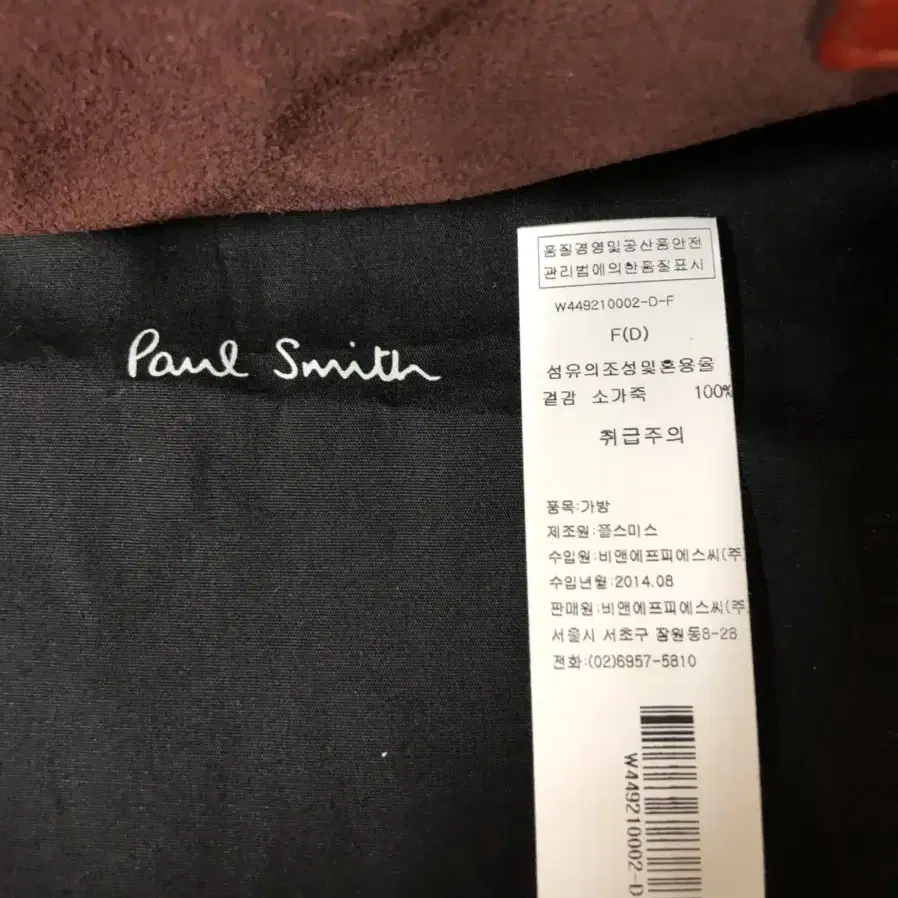 Paul Smith
품질경영및공산품안전
관리법에의한품질표시
W449210002-D-F
F(D)
섬유의조성및혼용율
겉감 소가죽 100%
취급주의
품목:가방
제조원:폴스미스
수입원:비앤에프피에스씨(주)
수입년월:2014.08
판매원:비앤에프피에스씨(주)
서울시 서초구 잠원동8-28
전화:(02)6957-5810
W449210002-D